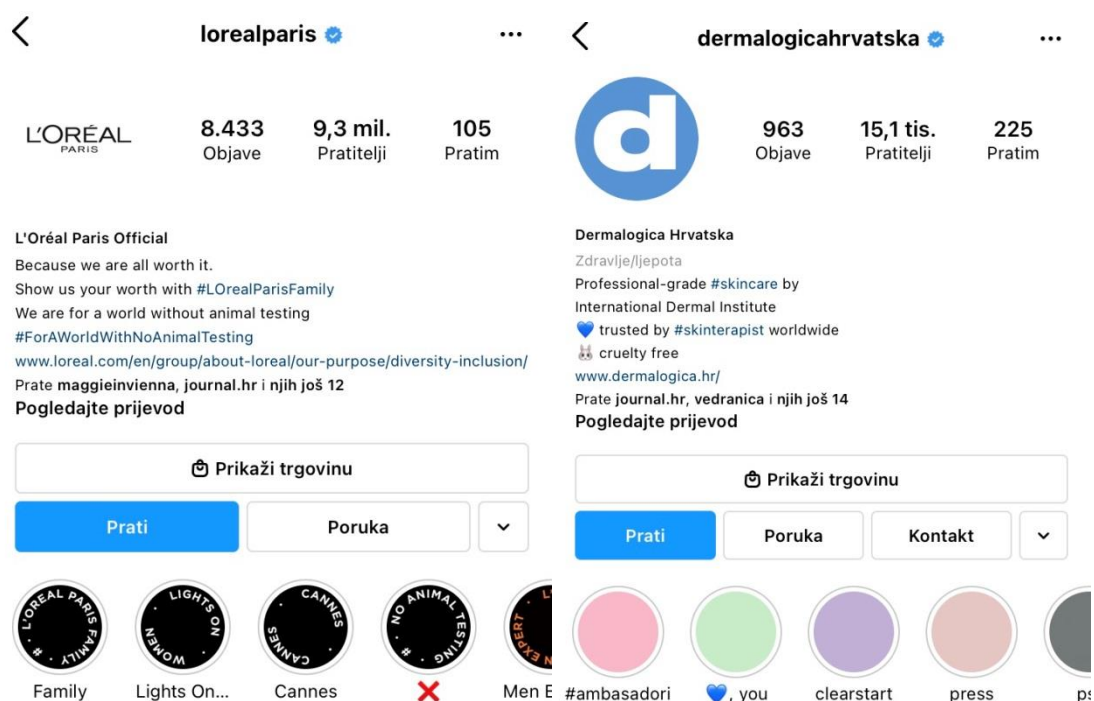 lorealparis
L'ORÉAL
PARIS
8.433
Objave
9,3 mil.
Pratitelji
105
Pratim
L'Oréal Paris Official
Because we are all worth it.
Show us your worth with #LOrealParisFamily
We are for a world without animal testing
#ForAWorldWithNoAnimalTesting
www.loreal.com/en/group/about-loreal/our-purpose/diversity-inclusion/
Prate maggieinvienna, journal.hr i njih još 12
Pogledajte prijevod
Prikaži trgovinu
Prati
Poruka
# · L'OREAL PARIS FAMILY ·
LIGHTS ON · WOMEN ·
CANNES · CANNES ·
# · NO ANIMAL TESTING ·
Family
Lights On...
Cannes
❌
Men E
dermalogicahrvatska
d
963
Objave
15,1 tis.
Pratitelji
225
Pratim
Dermalogica Hrvatska
Zdravlje/ljepota
Professional-grade #skincare by
International Dermal Institute
💙 trusted by #skinterapist worldwide
🐰 cruelty free
www.dermalogica.hr/
Prate journal.hr, vedranica i njih još 14
Pogledajte prijevod
Prikaži trgovinu
Prati
Poruka
Kontakt
#ambasadori
💙, you
clearstart
press
ps